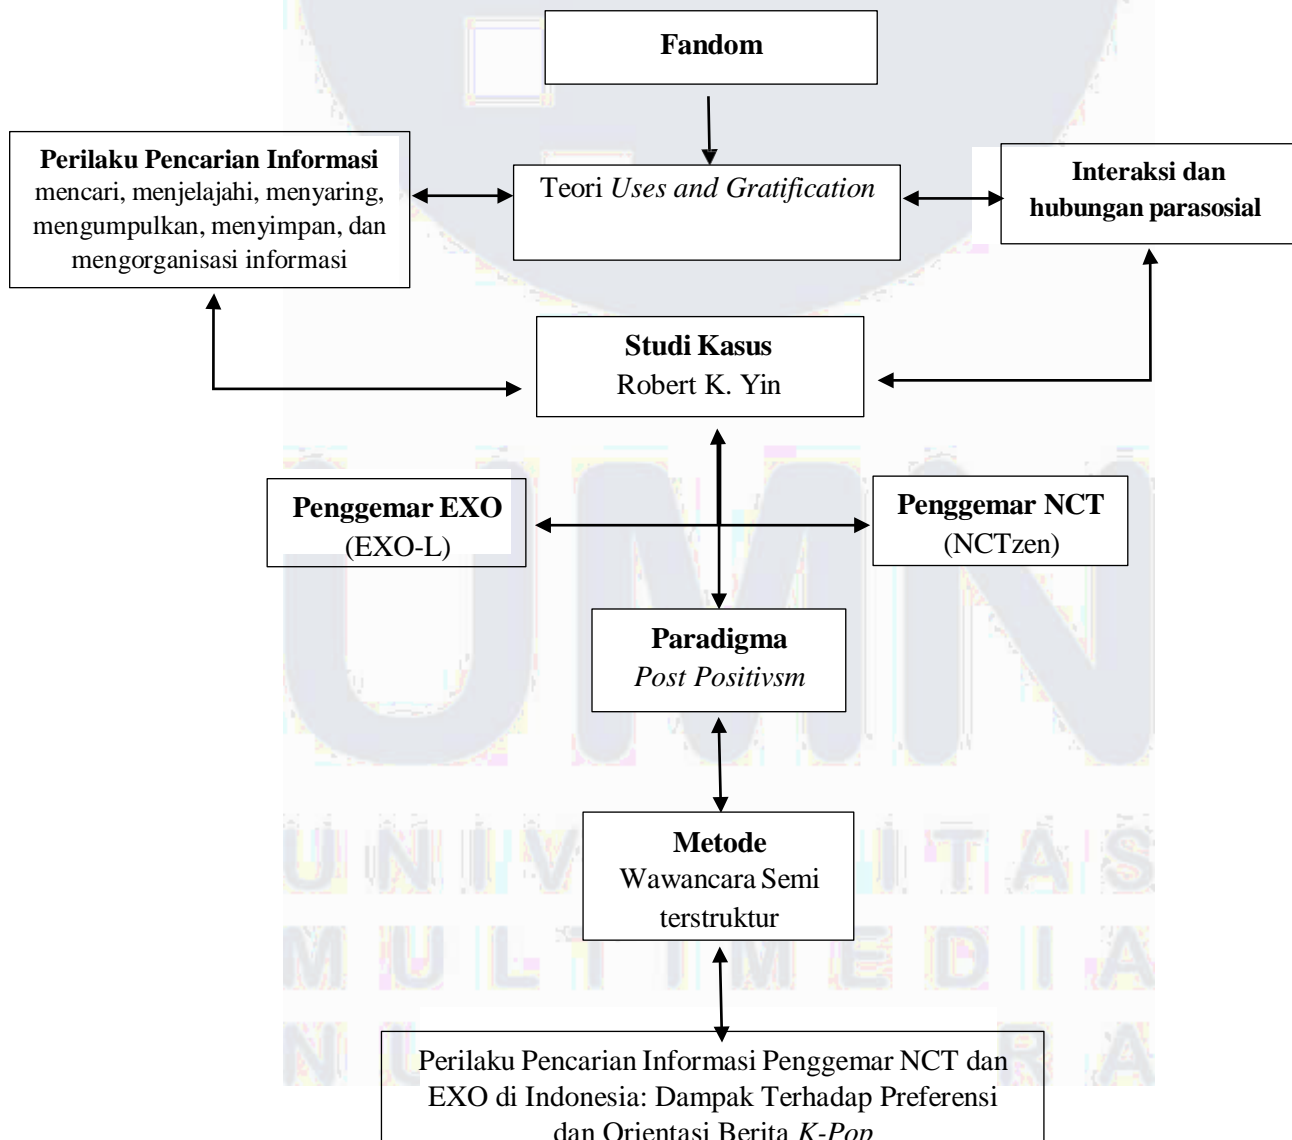 Fandom
Perilaku Pencarian Informasi
mencari, menjelajahi, menyaring,
mengumpulkan, menyimpan, dan
mengorganisasi informasi
Teori Uses and Gratification
Interaksi dan
hubungan parasosial
Studi Kasus
Robert K. Yin
Penggemar EXO
(EXO-L)
Penggemar NCT
(NCTzen)
Paradigma
Post Positivsm
Metode
Wawancara Semi
terstruktur
Perilaku Pencarian Informasi Penggemar NCT dan
EXO di Indonesia: Dampak Terhadap Preferensi
dan Orientasi Berita K-Pop
UMN
MULTIMEDIA